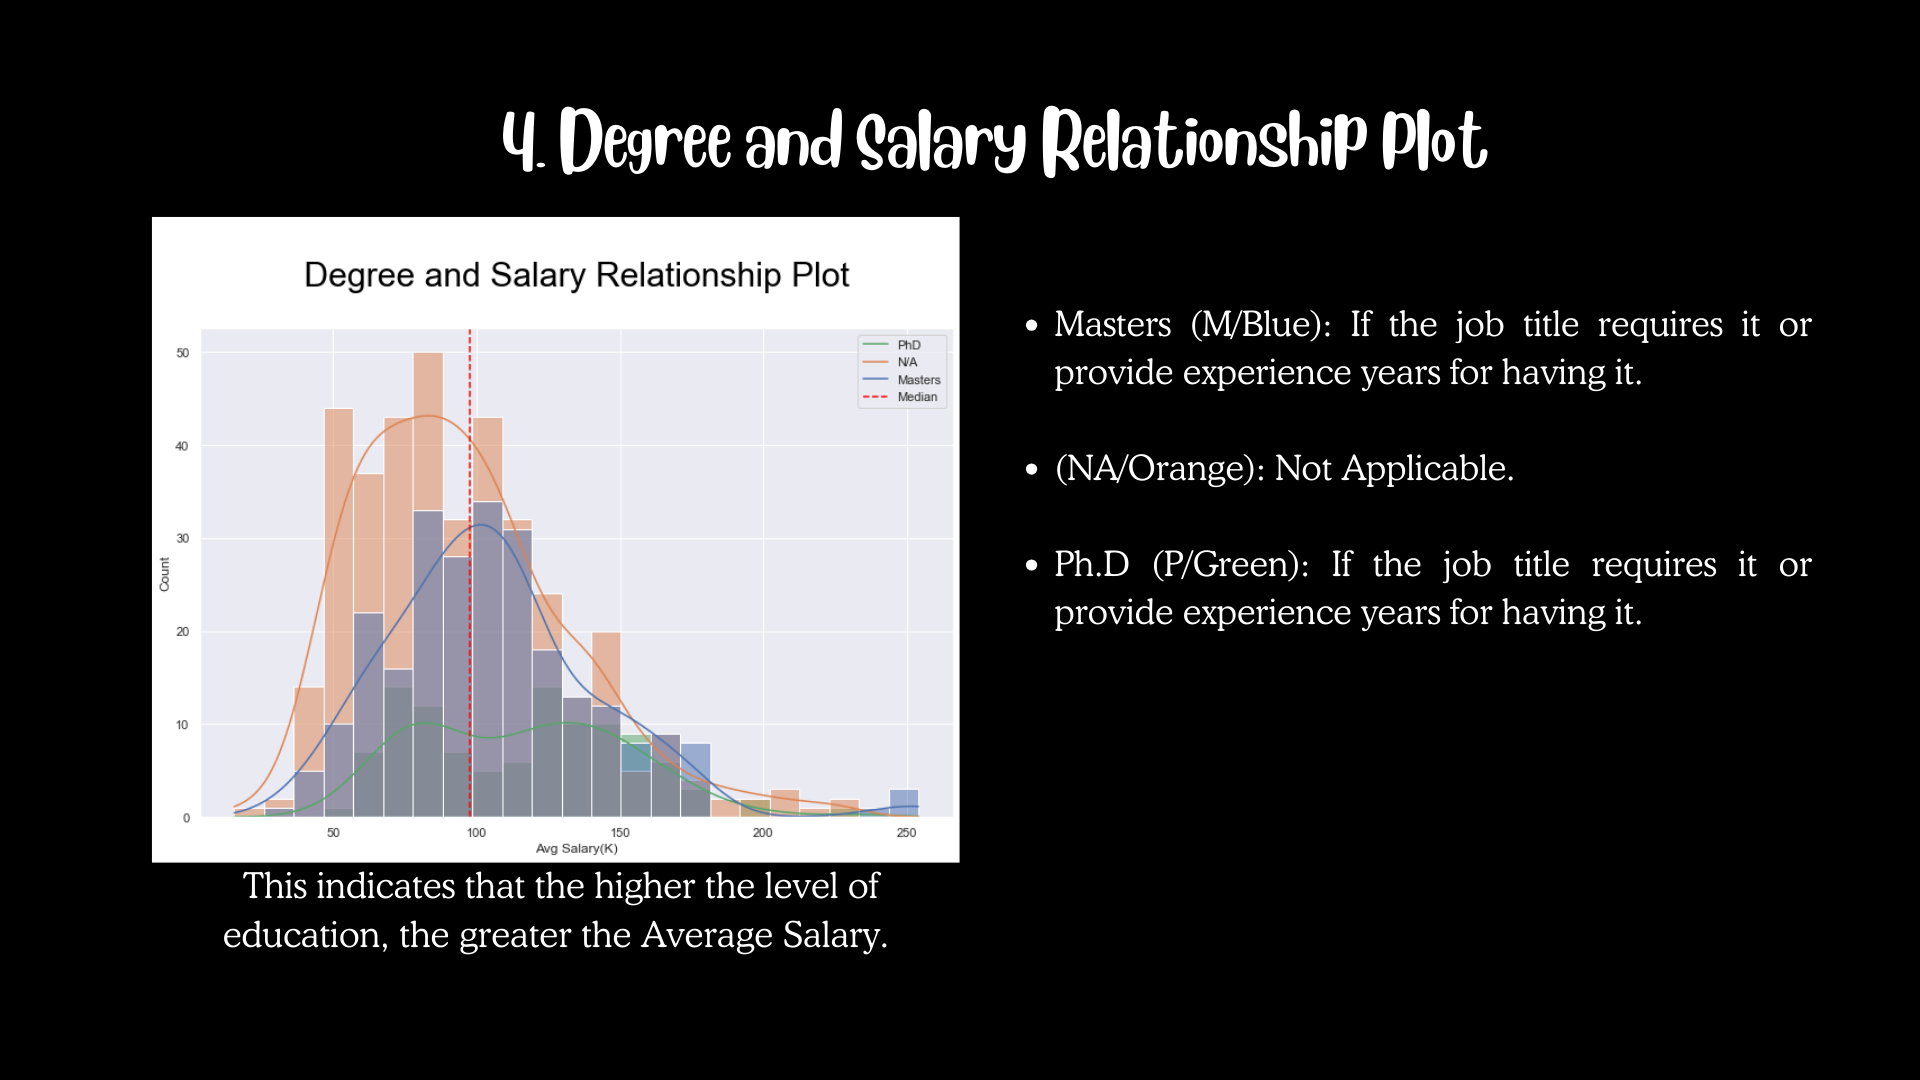 4. Degree and Salary Relationship Plot
Degree and Salary Relationship Plot
PhD
N/A
Masters
Median
50
40
30
20
10
0
Count
50 100 150 200 250
Avg Salary(K)
This indicates that the higher the level of
education, the greater the Average Salary.
• Masters (M/Blue): If the job title requires it or
provide experience years for having it.
• (NA/Orange): Not Applicable.
• Ph.D (P/Green): If the job title requires it or
provide experience years for having it.